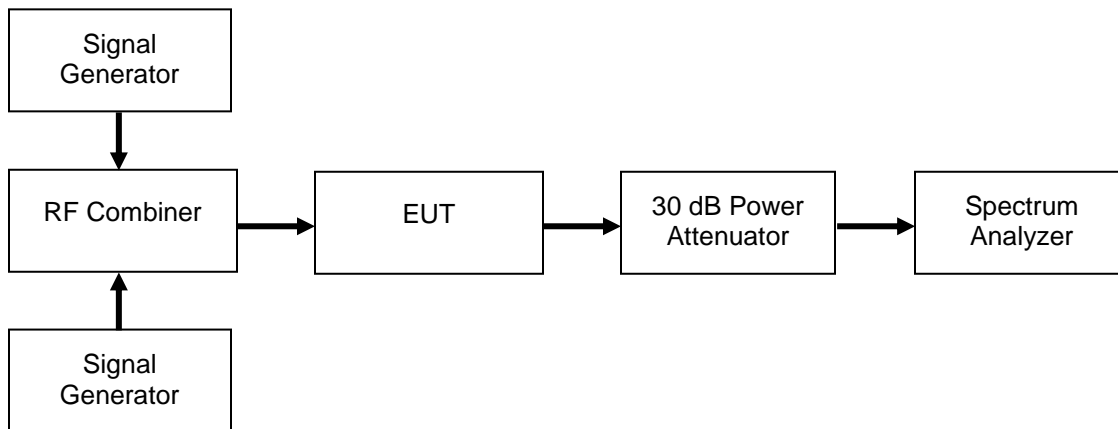 Signal
Generator
RF Combiner
EUT
30 dB Power
Attenuator
Spectrum
Analyzer
Signal
Generator